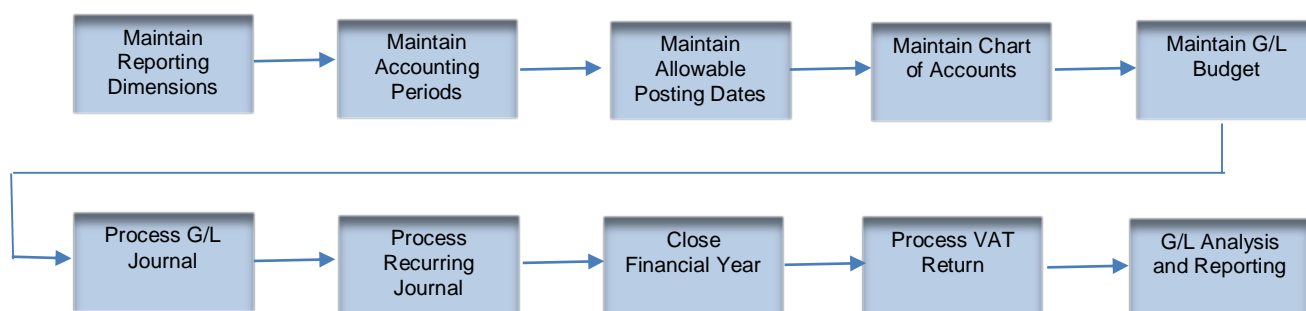 Maintain
Reporting
Dimensions
Maintain
Accounting
Periods
Maintain
Allowable
Posting Dates
Maintain Chart
of Accounts
Maintain G/L
Budget
Process G/L
Journal
Process
Recurring
Journal
Close
Financial Year
Process VAT
Return
G/L Analysis
and Reporting